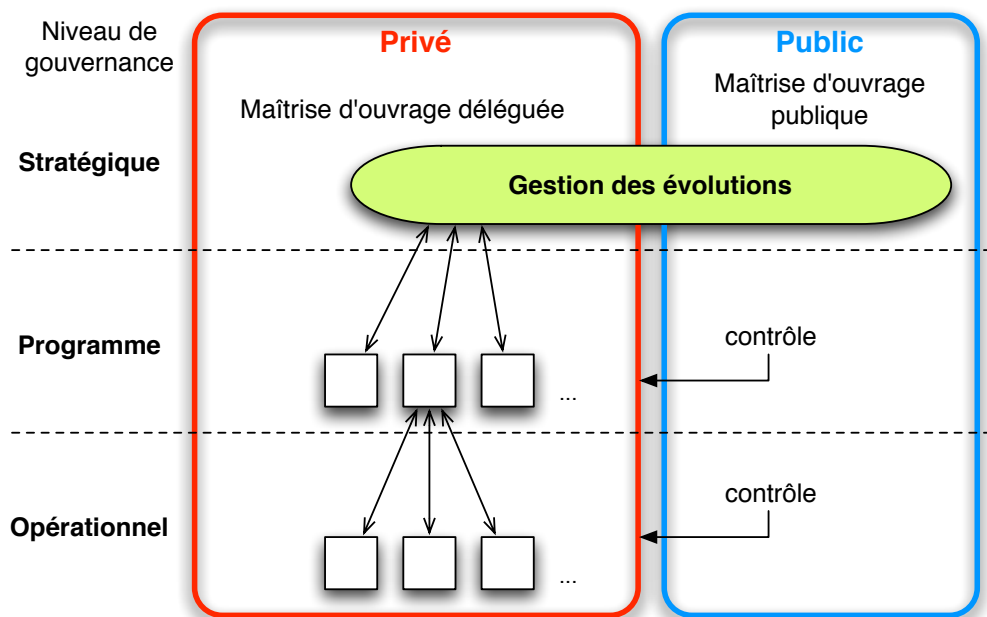 Niveau de
gouvernance
Privé
Public
Maîtrise d'ouvrage déléguée
Maîtrise d'ouvrage
publique
Stratégique
Gestion des évolutions
Programme
contrôle
...
Opérationnel
contrôle
...